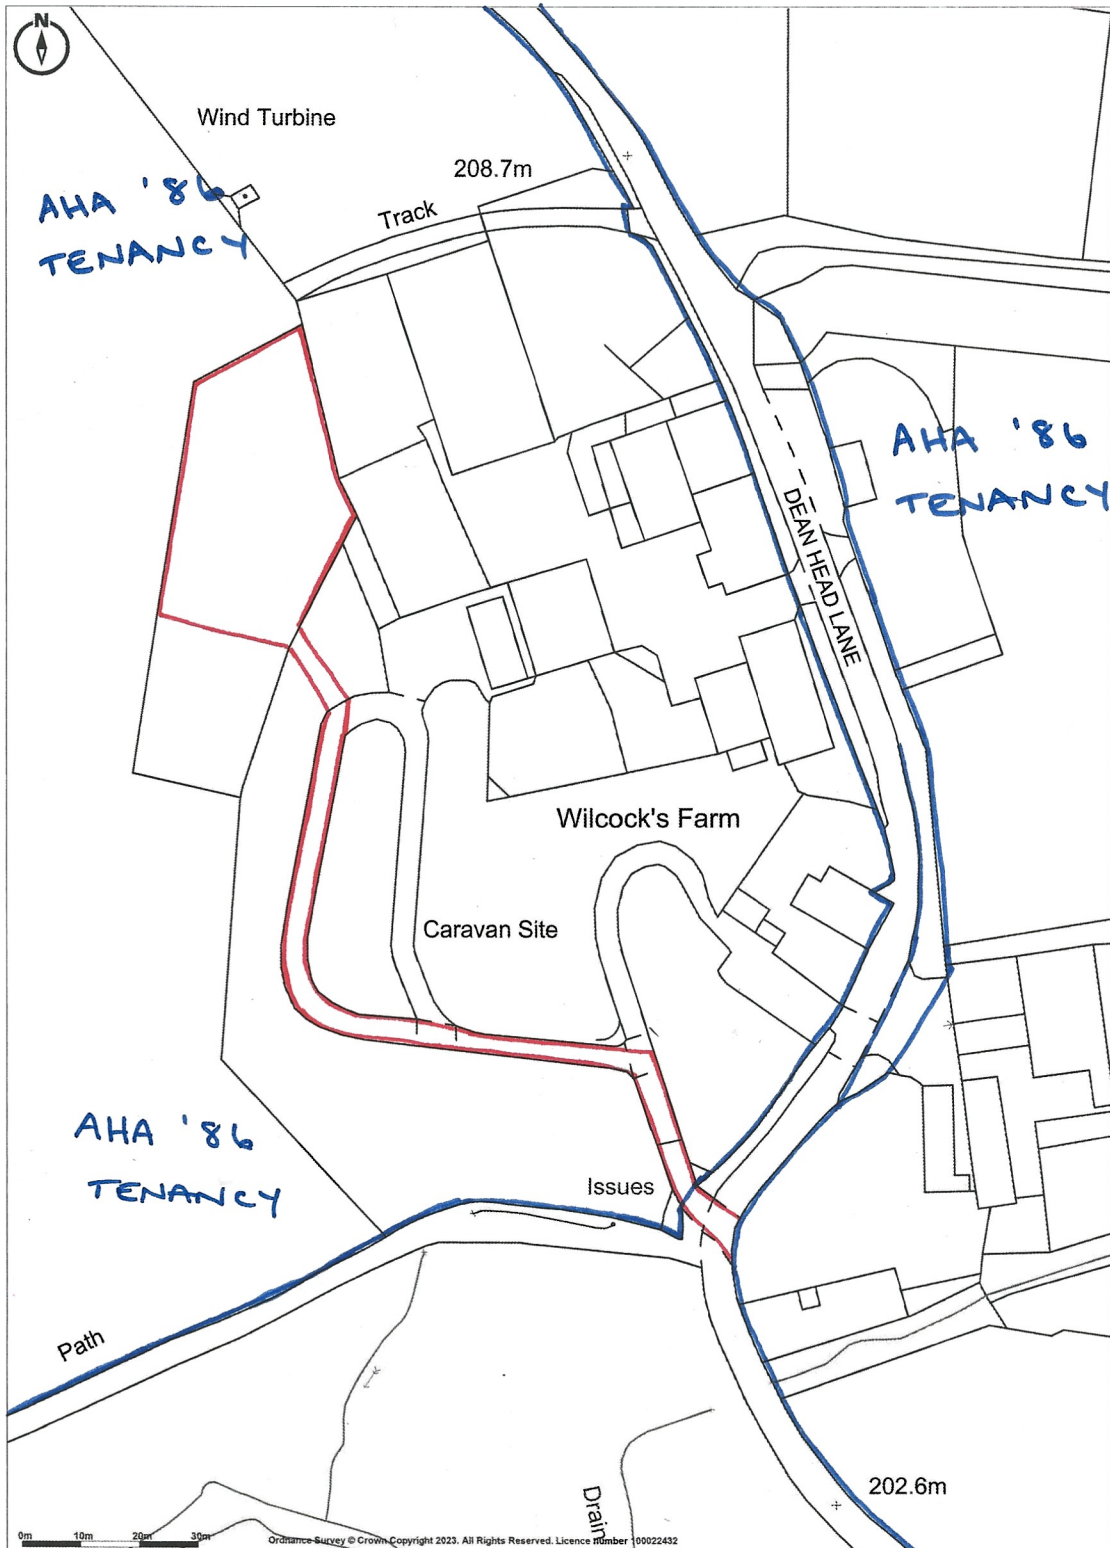 N
Wind Turbine
208.7m
AHA '86
TENANCY
Track
AHA '86
TENANCY
DEAN HEAD LANE
Wilcock's Farm
Caravan Site
AHA '86
TENANCY
Issues
Path
202.6m
Drain
0m 10m 20m 30m
Ordnance Survey © Crown Copyright 2023. All Rights Reserved. Licence number 100022432